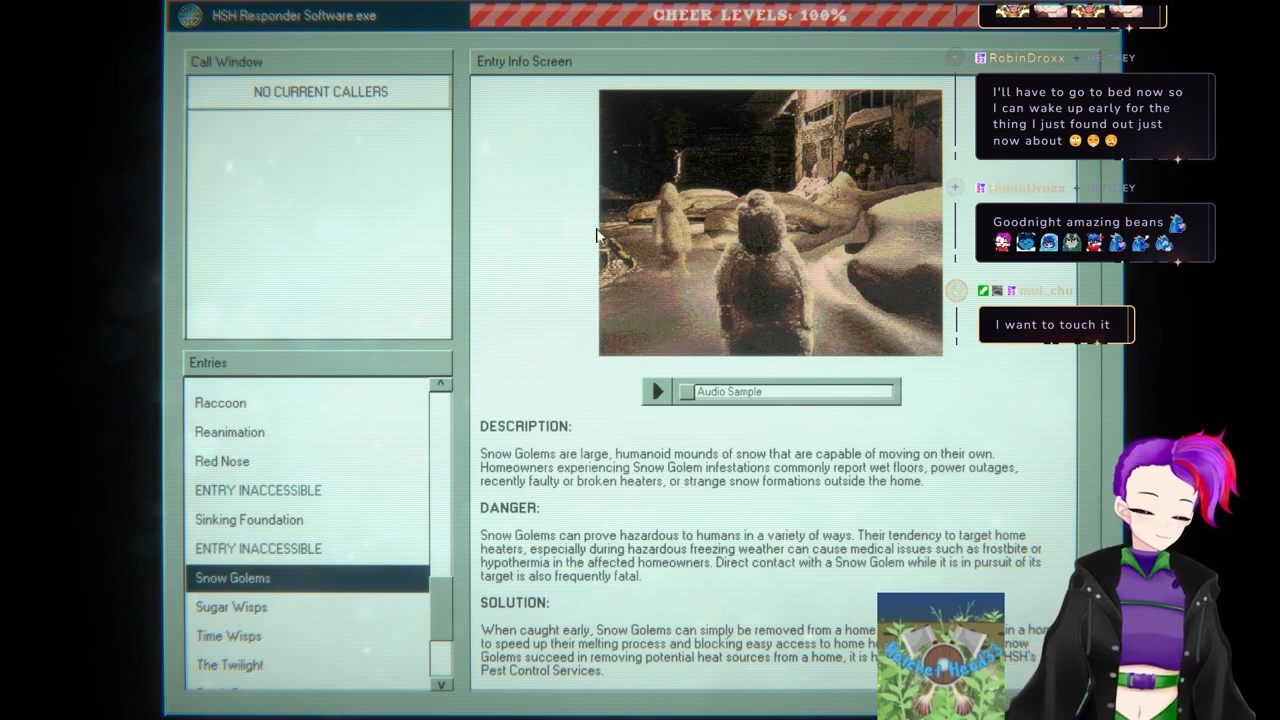 HSH Responder Software.exe
CHEER LEVELS: 100%
Call Window
NO CURRENT CALLERS
Entries
Raccoon
Reanimation
Red Nose
ENTRY INACCESSIBLE
Sinking Foundation
ENTRY INACCESSIBLE
Snow Golems
Sugar Wisps
Time Wisps
The Twilight
Entry Info Screen
Audio Sample
DESCRIPTION:
Snow Golems are large, humanoid mounds of snow that are capable of moving on their own.
Homeowners experiencing Snow Golem infestations commonly report wet floors, power outages,
recently faulty or broken heaters, or strange snow formations outside the home.
DANGER:
Snow Golems can prove hazardous to humans in a variety of ways. Their tendency to target home
heaters, especially during hazardous freezing weather can cause medical issues such as frostbite or
hypothermia in the affected homeowners. Direct contact with a Snow Golem while it is in pursuit of its
target is also frequently fatal.
SOLUTION:
When caught early, Snow Golems can simply be removed from a home in a hom
to speed up their melting process and blocking easy access to home h now
Golems succeed in removing potential heat sources from a home, it is h HSH's
Pest Control Services.
RobinDroxx
I'll have to go to bed now so
I can wake up early for the
thing I just found out just
now about
RobinDroxx
Goodnight amazing beans
mui_chu
I want to touch it